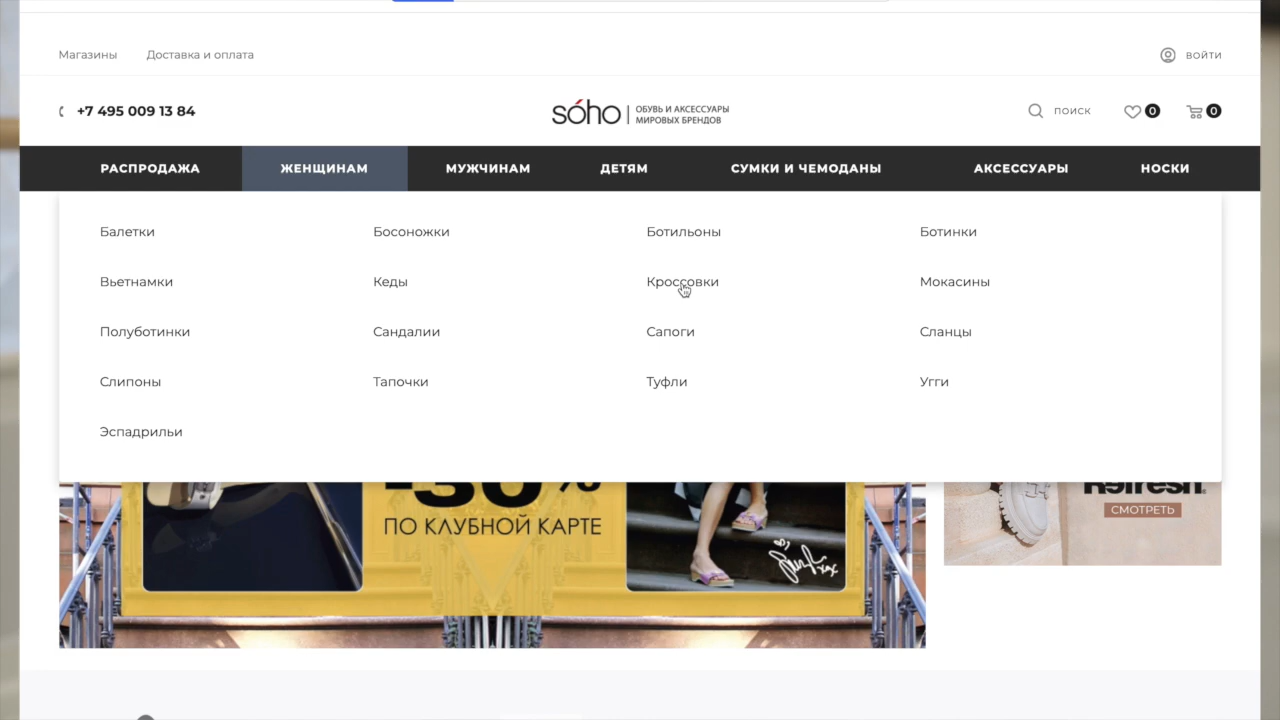 Магазины Доставка и оплата
ВОЙТИ
+7 495 009 13 84
sóho
ОБУВЬ И АКСЕССУАРЫ
МИРОВЫХ БРЕНДОВ
ПОИСК
0
0
РАСПРОДАЖА ЖЕНЩИНАМ МУЖЧИНАМ ДЕТЯМ СУМКИ И ЧЕМОДАНЫ АКСЕССУАРЫ НОСКИ
Балетки Босоножки Ботильоны Ботинки
Вьетнамки Кеды Кроссовки Мокасины
Полуботинки Сандалии Сапоги Сланцы
Слипоны Тапочки Туфли Угги
Эспадрильи
-30%
ПО КЛУБНОЙ КАРТЕ
Refresh
СМОТРЕТЬ